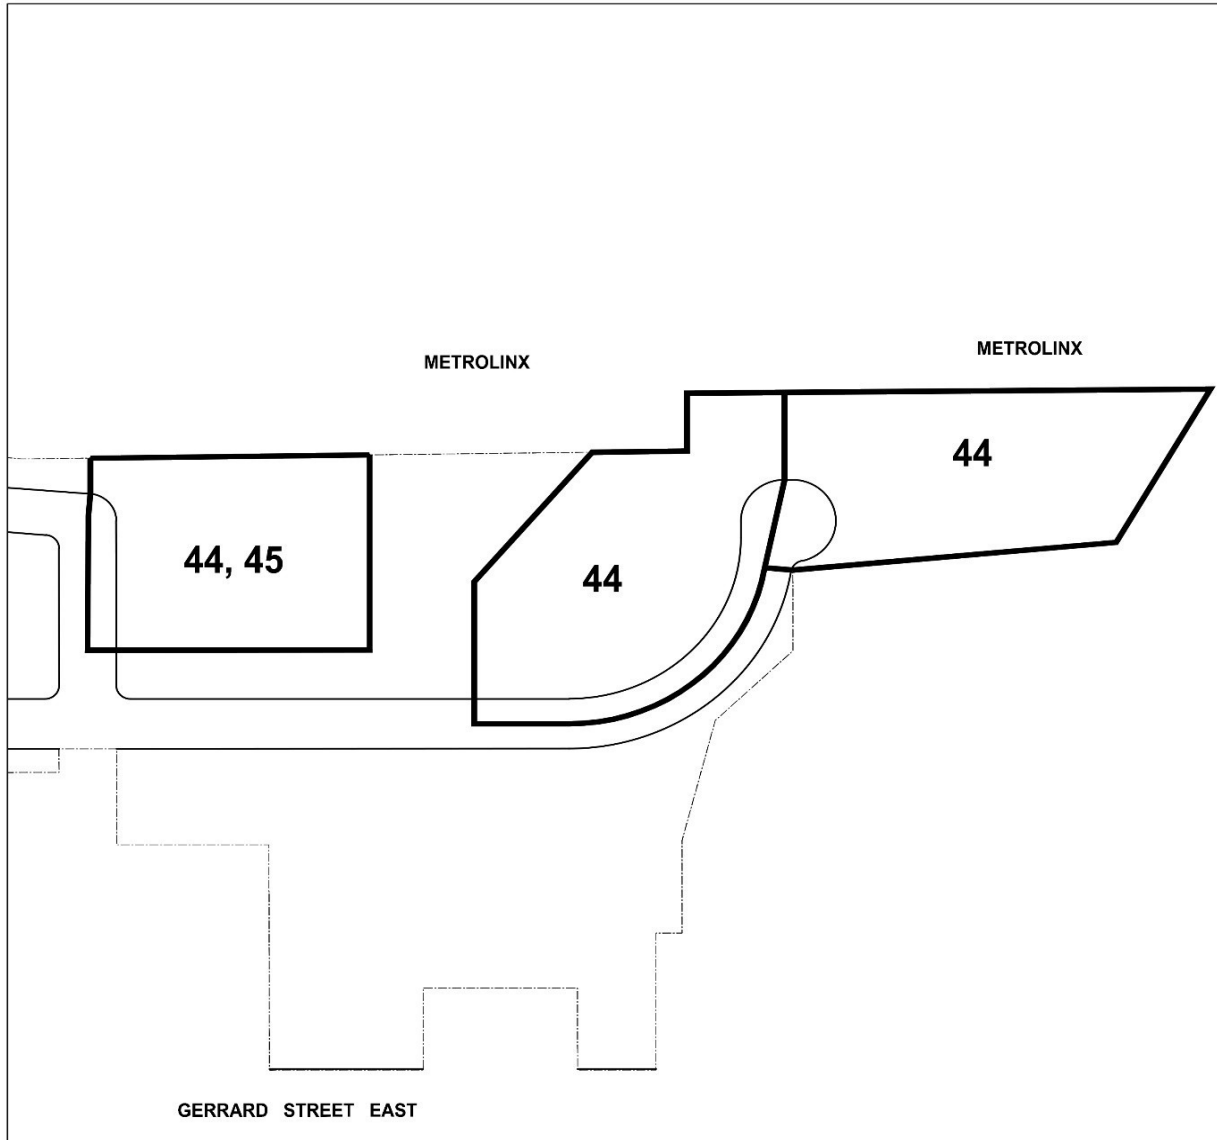 METROLINX
METROLINX
44
44, 45
44
GERRARD STREET EAST